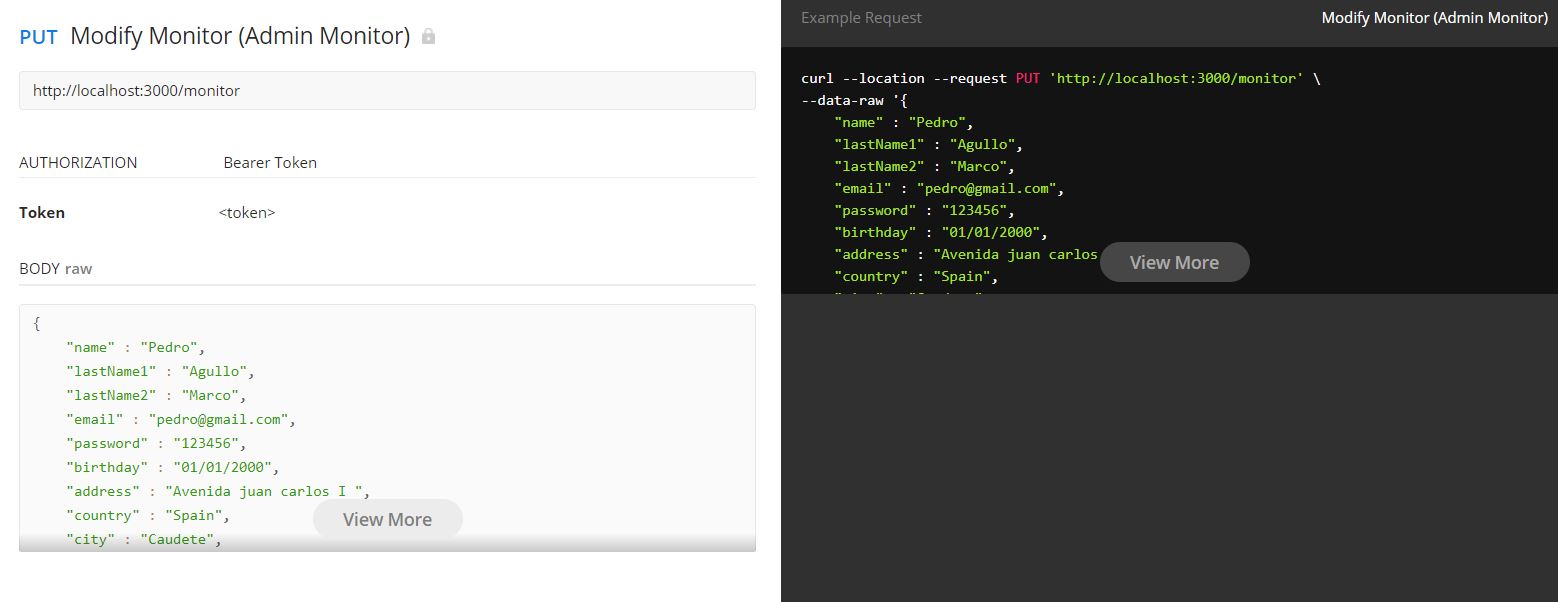 PUT Modify Monitor (Admin Monitor)
http://localhost:3000/monitor
AUTHORIZATION Bearer Token
Token <token>
BODY raw
{
"name" : "Pedro",
"lastName1" : "Agullo",
"lastName2" : "Marco",
"email" : "pedro@gmail.com",
"password" : "123456",
"birthday" : "01/01/2000",
"address" : "Avenida juan carlos I ",
"country" : "Spain",
"city" : "Caudete",
View More
Example Request Modify Monitor (Admin Monitor)
curl --location --request PUT 'http://localhost:3000/monitor' \
--data-raw '{
"name" : "Pedro",
"lastName1" : "Agullo",
"lastName2" : "Marco",
"email" : "pedro@gmail.com",
"password" : "123456",
"birthday" : "01/01/2000",
"address" : "Avenida juan carlos
"country" : "Spain",
View More